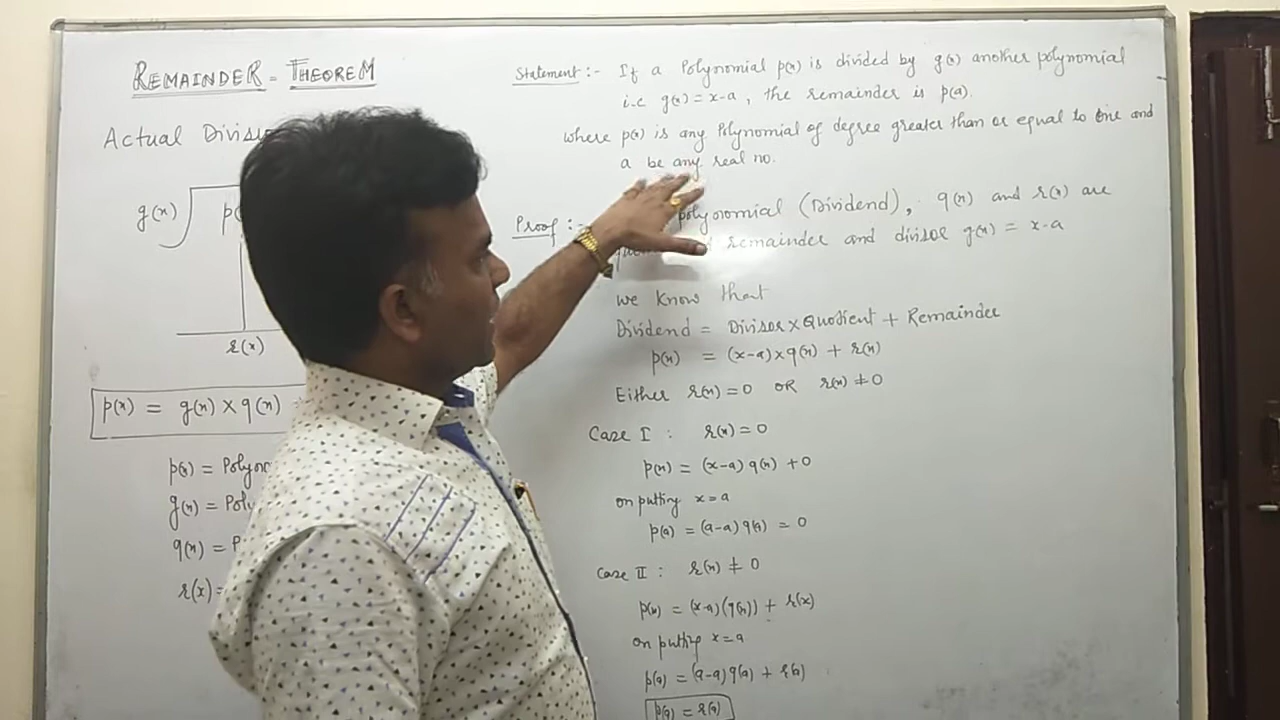 REMAINDER - THEOREM
Actual Divisi
g(x)
r(x)
p(x) = g(x) × q(x)
p(x) = Polyno
g(x) = Poly
q(x) = P
r(x) =
Statement :- If a Polynomial p(x) is divided by g(x) another polynomial
i.e g(x) = x-a , the remainder is p(a).
where p(x) is any Polynomial of degree greater than or equal to one and
a be any real no.
Proof :- polynomial (Dividend), q(x) and r(x) are
remainder and divisor g(x) = x-a
we know that
Dividend = Divisor × Quotient + Remainder
p(x) = (x-a) × q(x) + r(x)
Either r(x) = 0 OR r(x) ≠ 0
Case I : r(x) = 0
p(x) = (x-a) q(x) + 0
on putting x = a
p(a) = (a-a) q(a) = 0
Case II : r(x) ≠ 0
p(x) = (x-a)(q(x)) + r(x)
on putting x = a
p(a) = (a-a) q(a) + r(a)
p(a) = r(a)